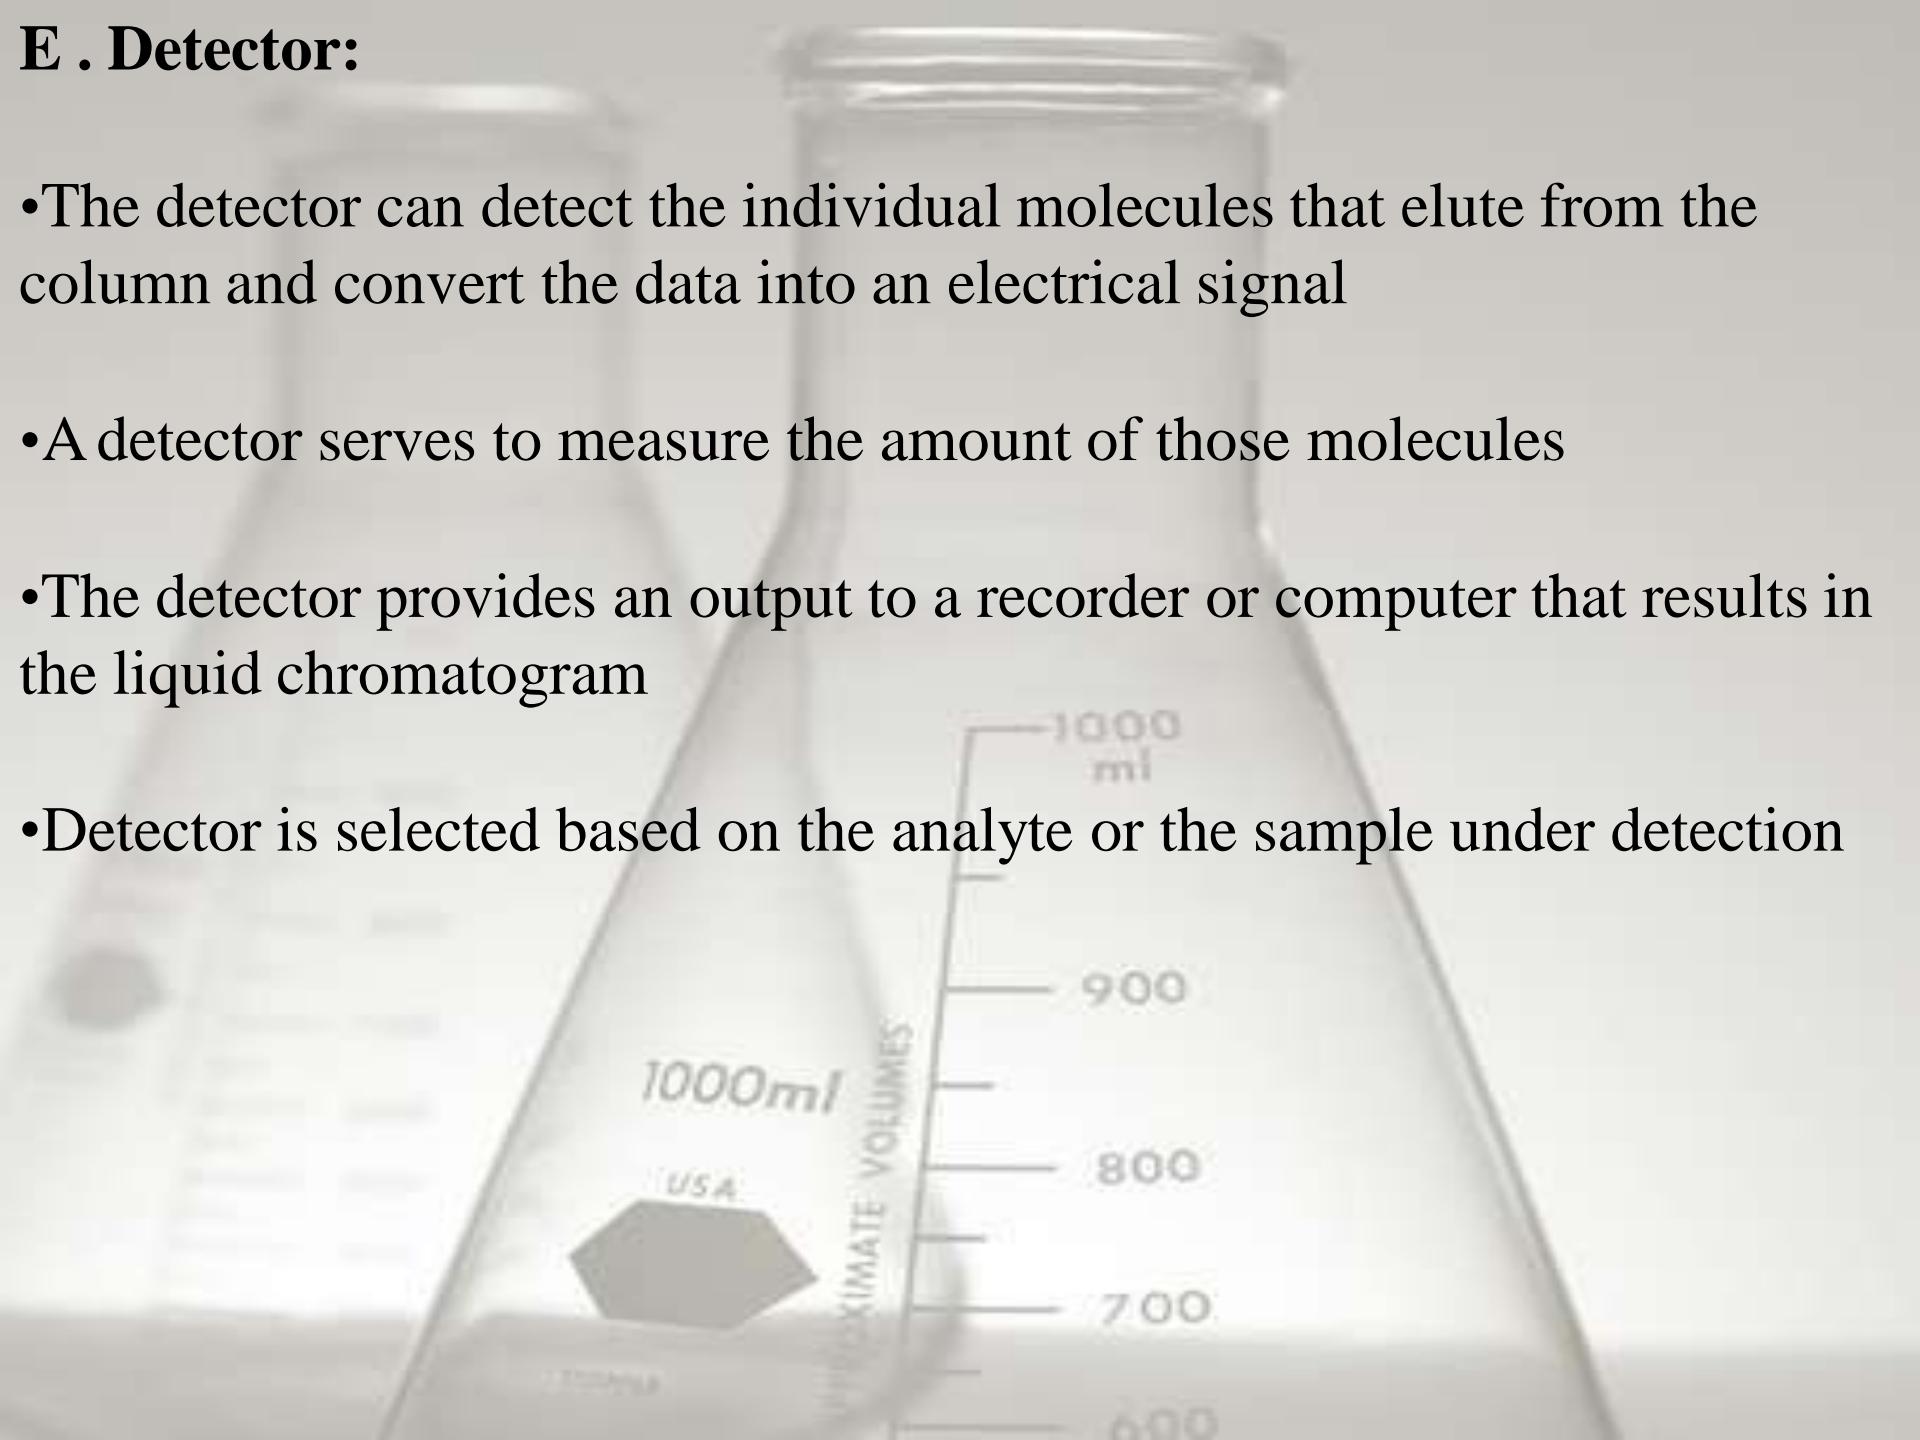 E . Detector:
•The detector can detect the individual molecules that elute from the
column and convert the data into an electrical signal
•A detector serves to measure the amount of those molecules
•The detector provides an output to a recorder or computer that results in
the liquid chromatogram
•Detector is selected based on the analyte or the sample under detection
1000
ml
900
1000ml
VOLUMES
800
USA
700
600